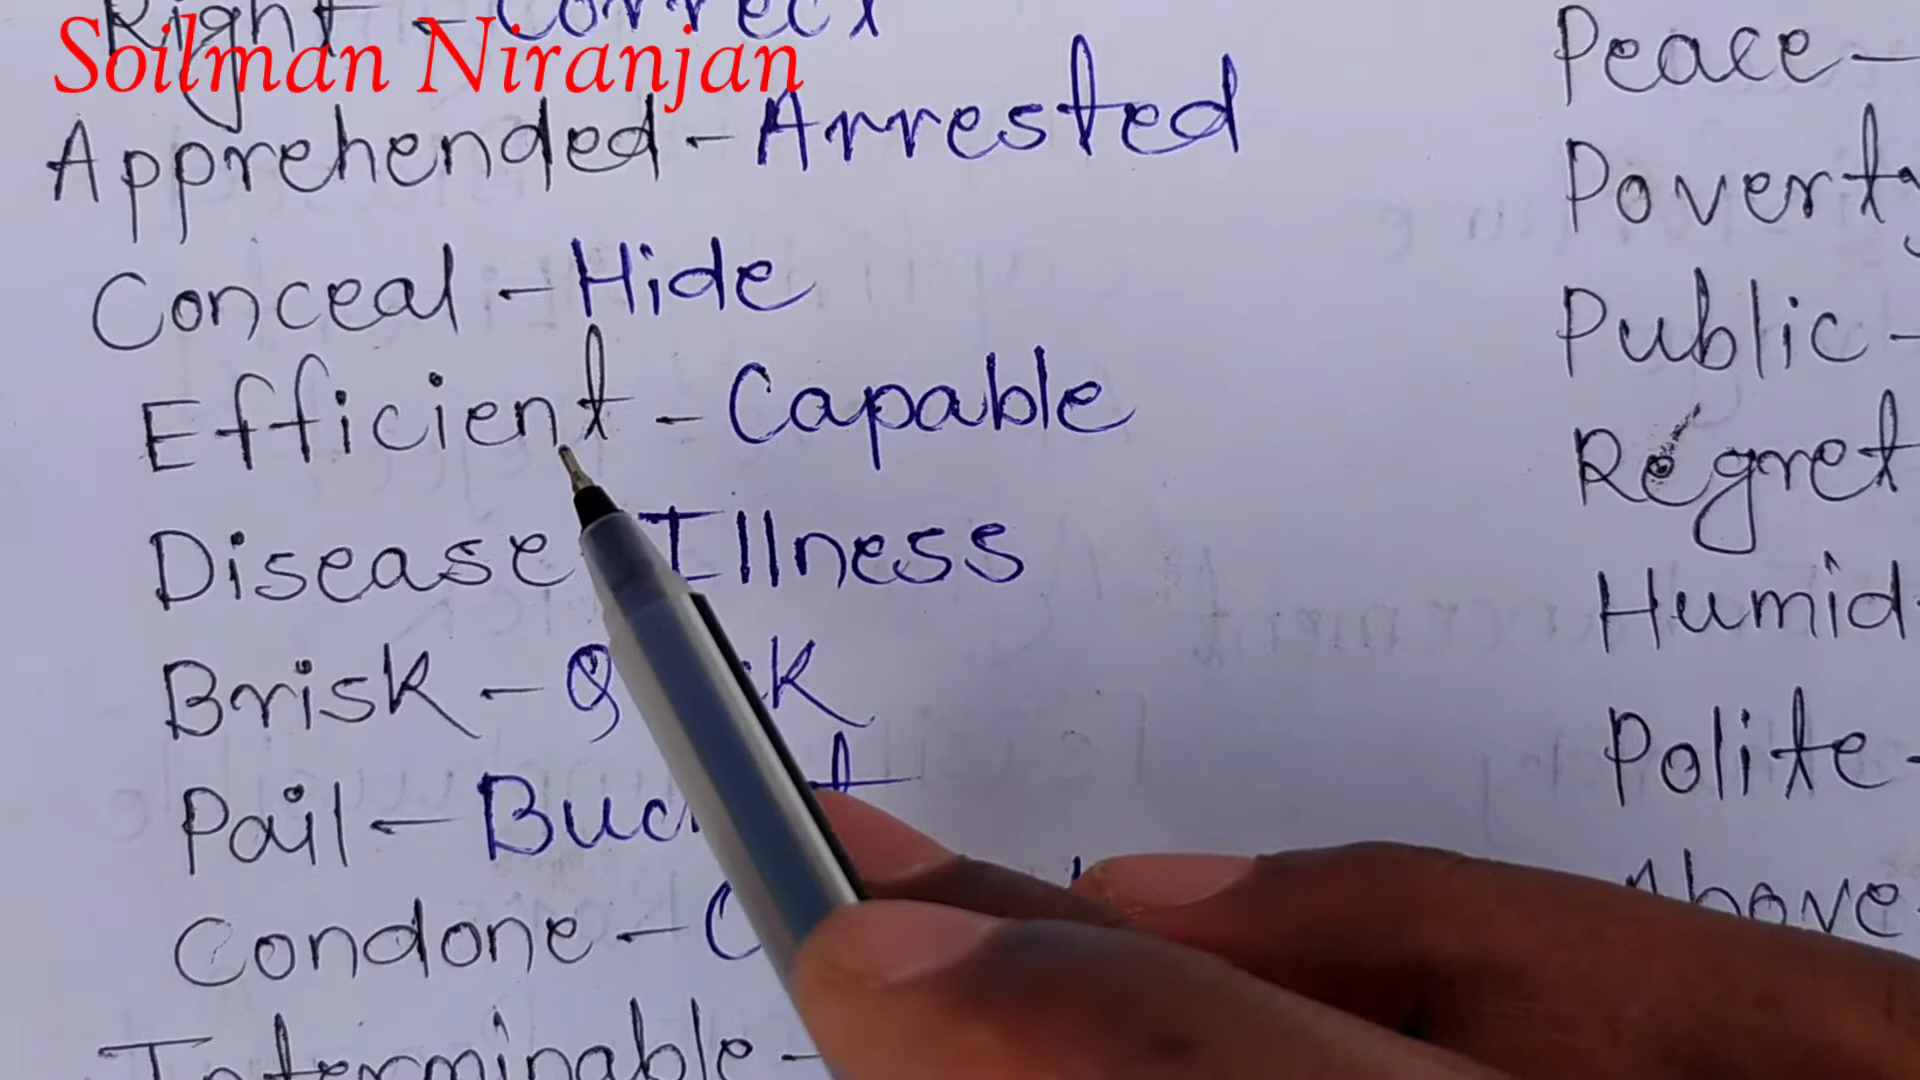 Right - Correct
Soilman Niranjan
Apprehended - Arrested
Conceal - Hide
Efficient - Capable
Disease Illness
Brisk -
Pail -
Condone -
Interminable -
Peace -
Poverty
Public -
Regret
Humid
Polite -
Above